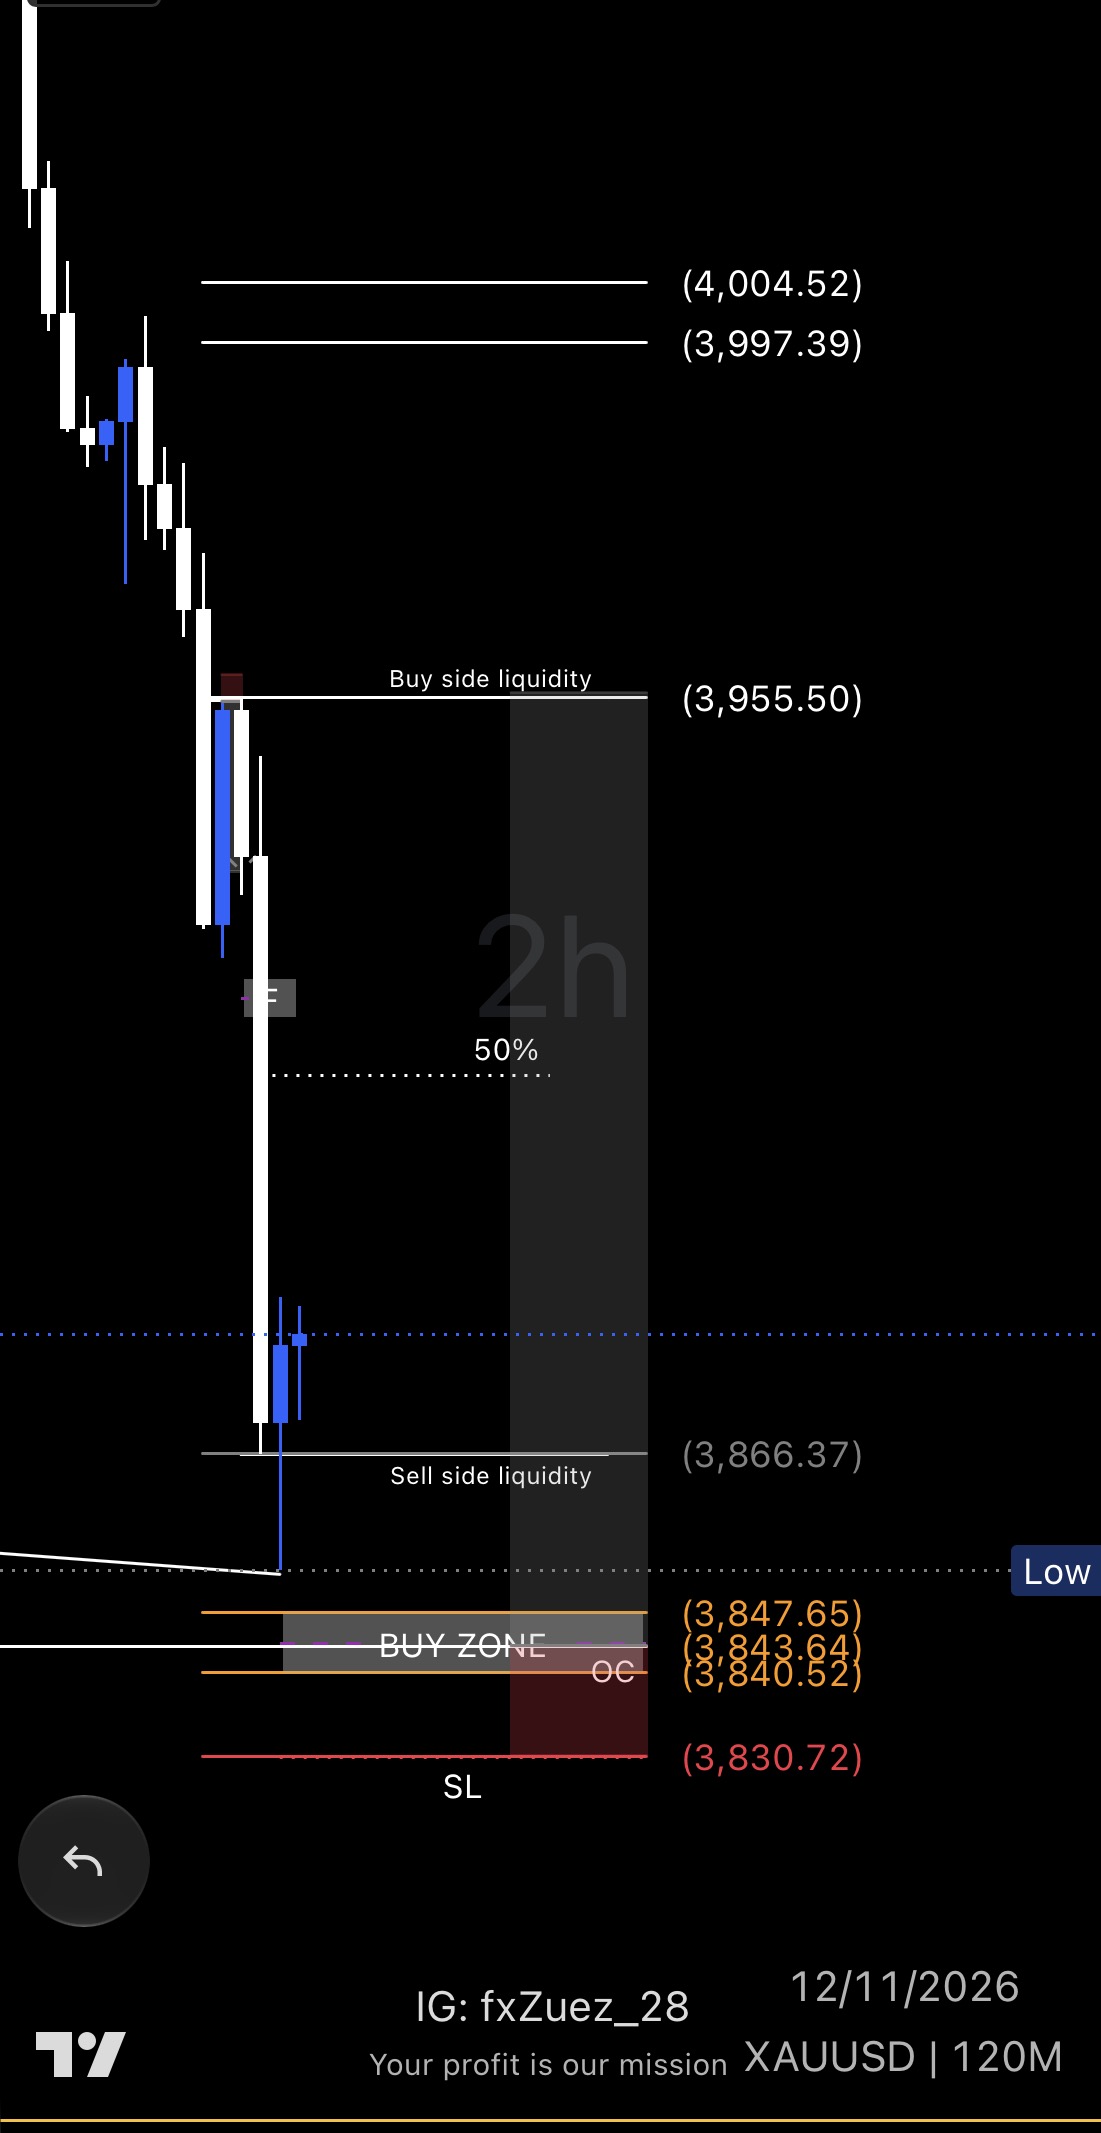 (4,004.52)
(3,997.39)
Buy side liquidity
(3,955.50)
2h
F
50%
(3,866.37)
Sell side liquidity
Low
(3,847.65)
BUY ZONE
(3,843.64)
OC
(3,840.52)
(3,830.72)
SL
12/11/2026
IG: fxZuez_28
Your profit is our mission
XAUUSD | 120M